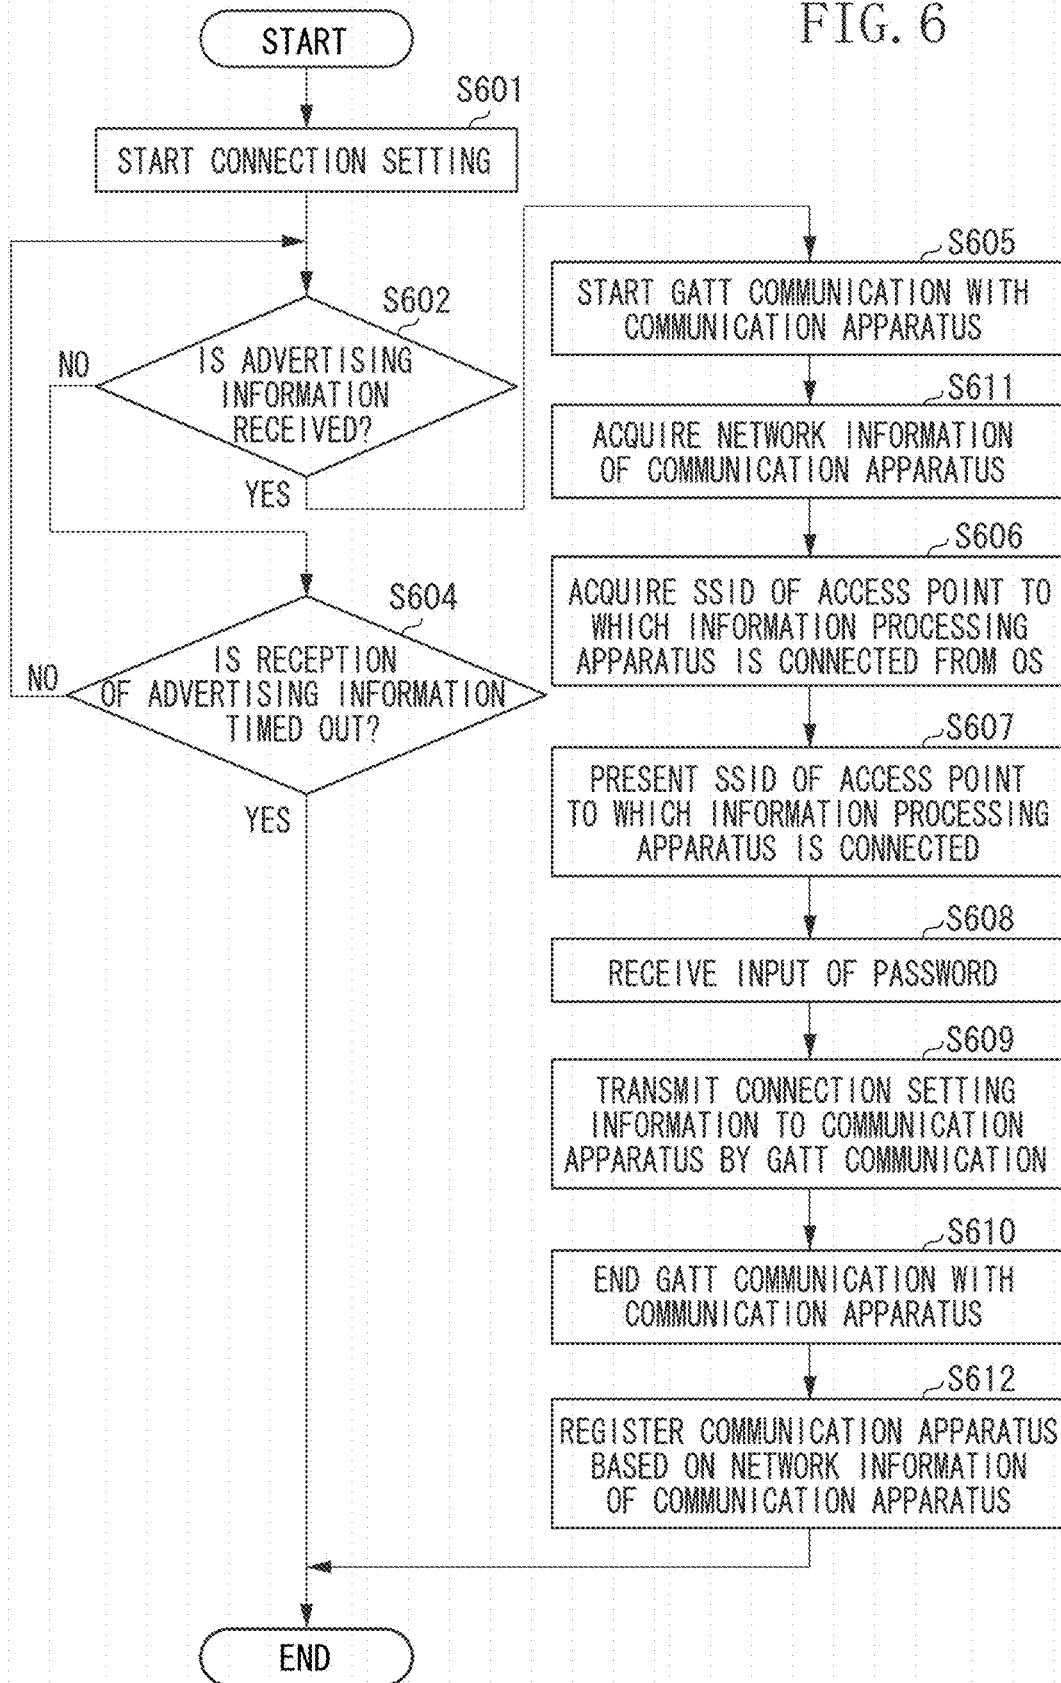 FIG. 6
START
S601
START CONNECTION SETTING
S602
IS ADVERTISING
INFORMATION
RECEIVED?
NO
YES
S604
IS RECEPTION
OF ADVERTISING INFORMATION
TIMED OUT?
NO
YES
S605
START GATT COMMUNICATION WITH
COMMUNICATION APPARATUS
S611
ACQUIRE NETWORK INFORMATION
OF COMMUNICATION APPARATUS
S606
ACQUIRE SSID OF ACCESS POINT TO
WHICH INFORMATION PROCESSING
APPARATUS IS CONNECTED FROM OS
S607
PRESENT SSID OF ACCESS POINT
TO WHICH INFORMATION PROCESSING
APPARATUS IS CONNECTED
S608
RECEIVE INPUT OF PASSWORD
S609
TRANSMIT CONNECTION SETTING
INFORMATION TO COMMUNICATION
APPARATUS BY GATT COMMUNICATION
S610
END GATT COMMUNICATION WITH
COMMUNICATION APPARATUS
S612
REGISTER COMMUNICATION APPARATUS
BASED ON NETWORK INFORMATION
OF COMMUNICATION APPARATUS
END